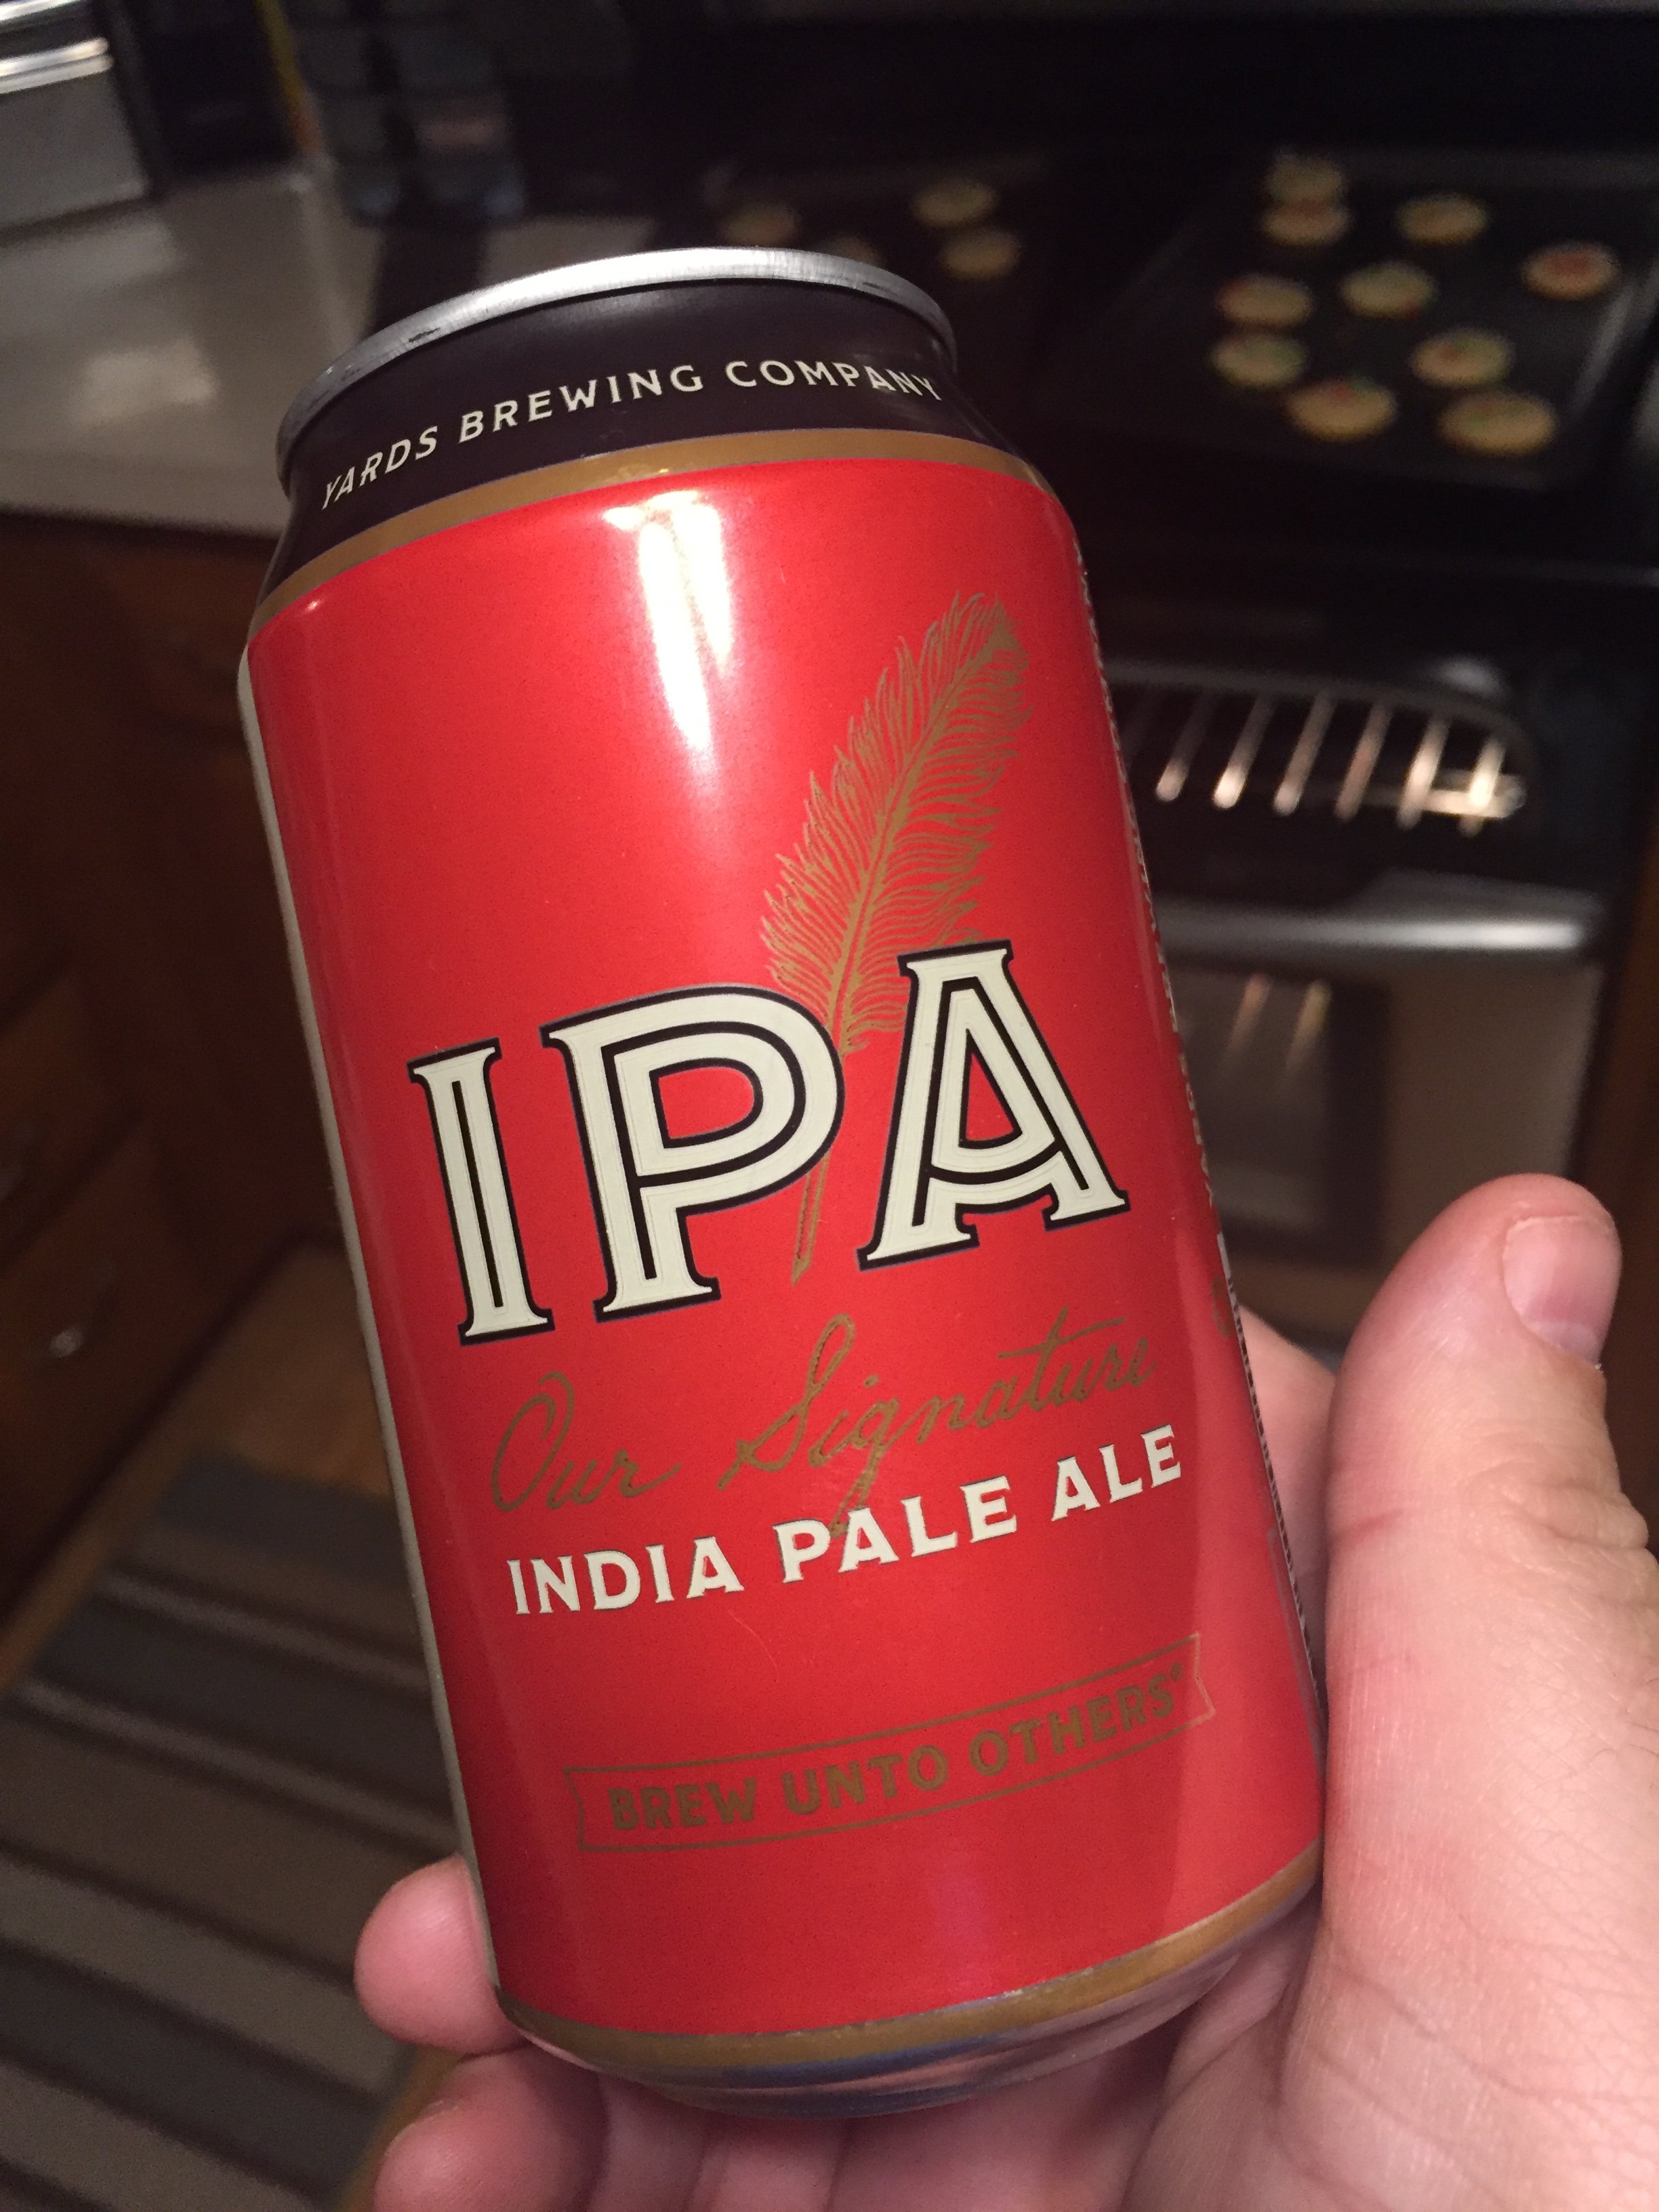 YARDS BREWING COMPANY
IPA
Our Signature
INDIA PALE ALE
BREW UNTO OTHERS®